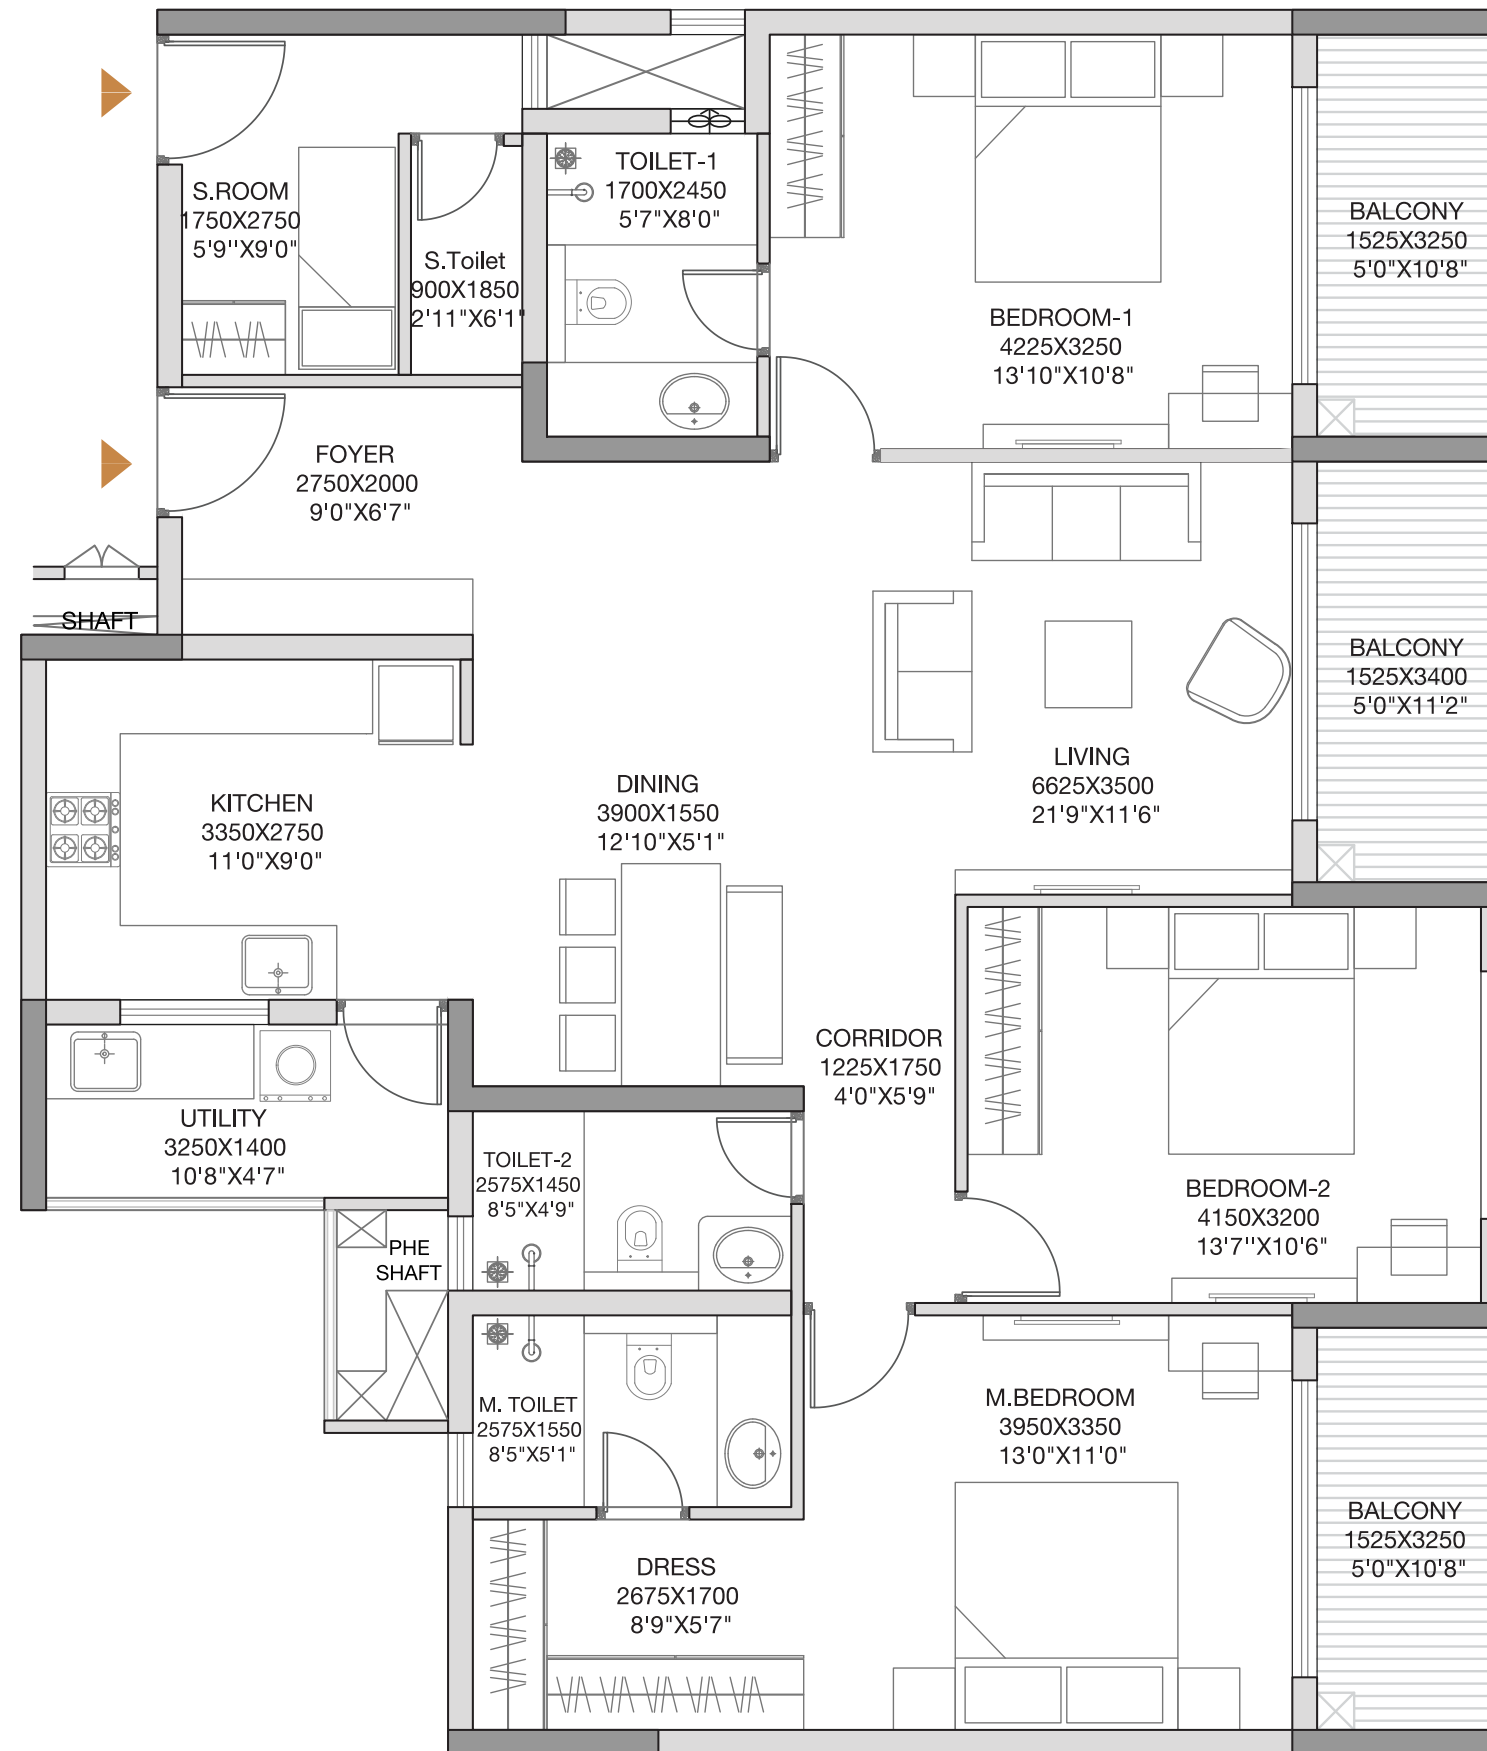 S.ROOM
1750X2750
5'9''X9'0"
S.Toilet
900X1850
2'11"X6'1"
TOILET-1
1700X2450
5'7"X8'0"
BEDROOM-1
4225X3250
13'10"X10'8"
BALCONY
1525X3250
5'0"X10'8"
FOYER
2750X2000
9'0"X6'7"
SHAFT
BALCONY
1525X3400
5'0"X11'2"
LIVING
6625X3500
21'9"X11'6"
DINING
3900X1550
12'10"X5'1"
KITCHEN
3350X2750
11'0"X9'0"
CORRIDOR
1225X1750
4'0"X5'9"
UTILITY
3250X1400
10'8"X4'7"
TOILET-2
2575X1450
8'5"X4'9"
BEDROOM-2
4150X3200
13'7''X10'6"
PHE
SHAFT
M. TOILET
2575X1550
8'5"X5'1"
M.BEDROOM
3950X3350
13'0"X11'0"
BALCONY
1525X3250
5'0"X10'8"
DRESS
2675X1700
8'9"X5'7"